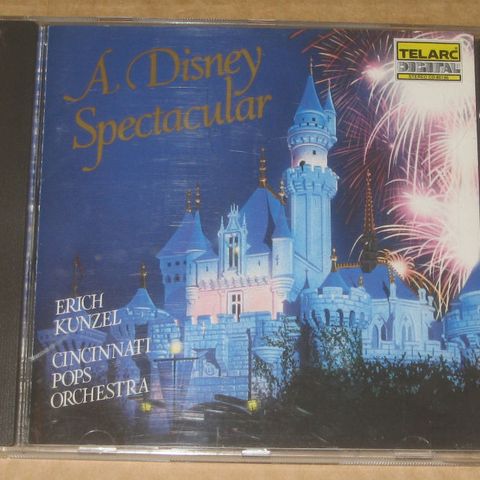 A Disney
Spectacular
TELARC
DIGITAL
ERICH
KUNZEL
CINCINNATI
POPS
ORCHESTRA